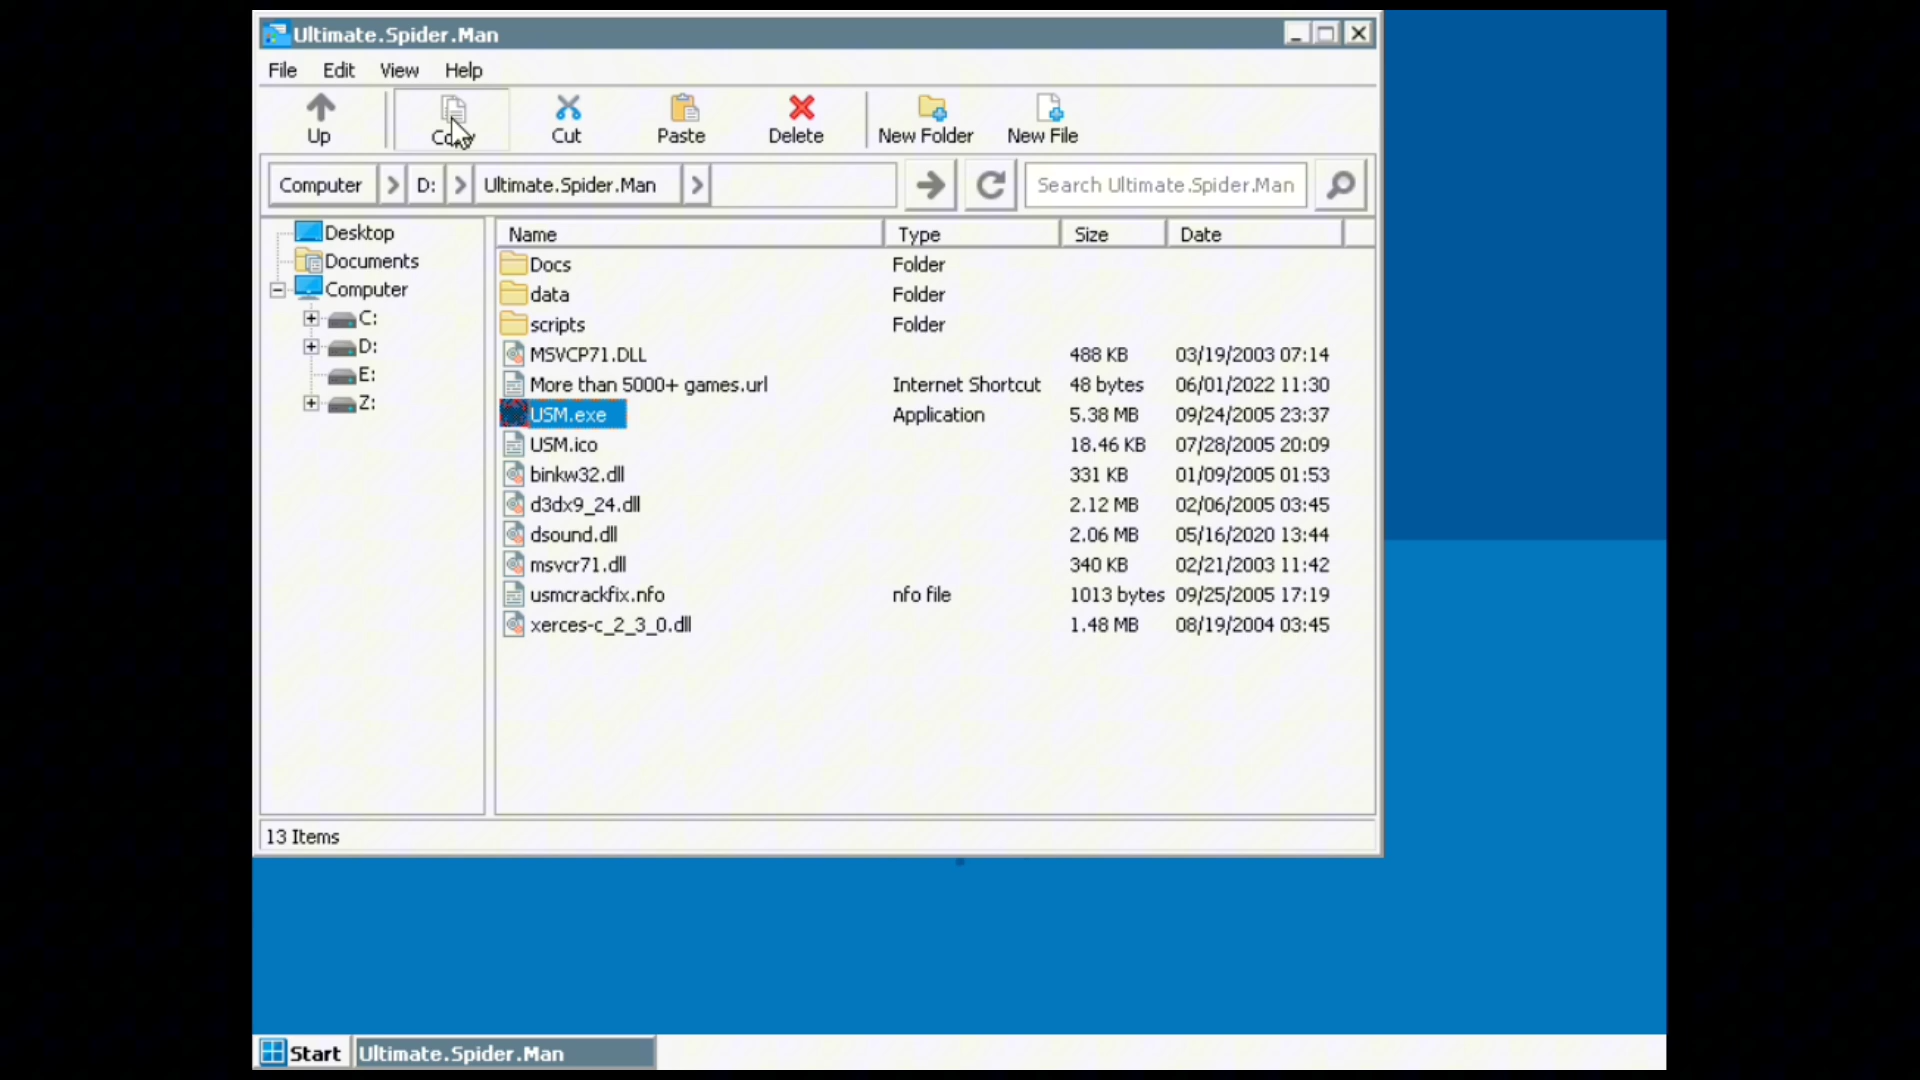 Ultimate.Spider.Man
File Edit View Help
Up Copy Cut Paste Delete New Folder New File
Computer D: Ultimate.Spider.Man Search Ultimate.Spider.Man
Desktop
Documents
Computer
C:
D:
E:
Z:
Name Type Size Date
Docs Folder
data Folder
scripts Folder
MSVCP71.DLL 488 KB 03/19/2003 07:14
More than 5000+ games.url Internet Shortcut 48 bytes 06/01/2022 11:30
USM.exe Application 5.38 MB 09/24/2005 23:37
USM.ico 18.46 KB 07/28/2005 20:09
binkw32.dll 331 KB 01/09/2005 01:53
d3dx9_24.dll 2.12 MB 02/06/2005 03:45
dsound.dll 2.06 MB 05/16/2020 13:44
msvcr71.dll 340 KB 02/21/2003 11:42
usmcrackfix.nfo nfo file 1013 bytes 09/25/2005 17:19
xerces-c_2_3_0.dll 1.48 MB 08/19/2004 03:45
13 Items
Start Ultimate.Spider.Man